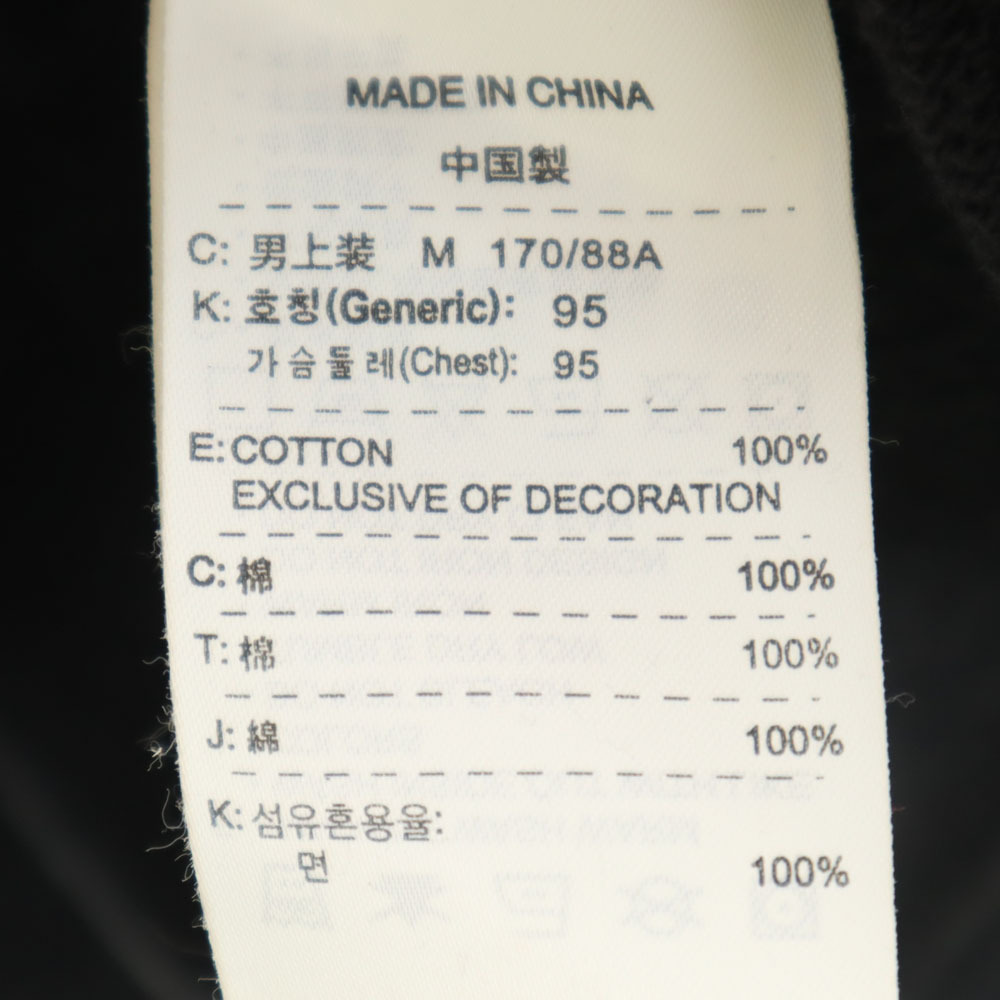 MADE IN CHINA
中国製
C: 男上装 M 170/88A
K: 호칭(Generic): 95
가슴둘레(Chest): 95
E: COTTON 100%
EXCLUSIVE OF DECORATION
C: 棉 100%
T: 棉 100%
J: 綿 100%
K: 섬유혼용율:
면 100%